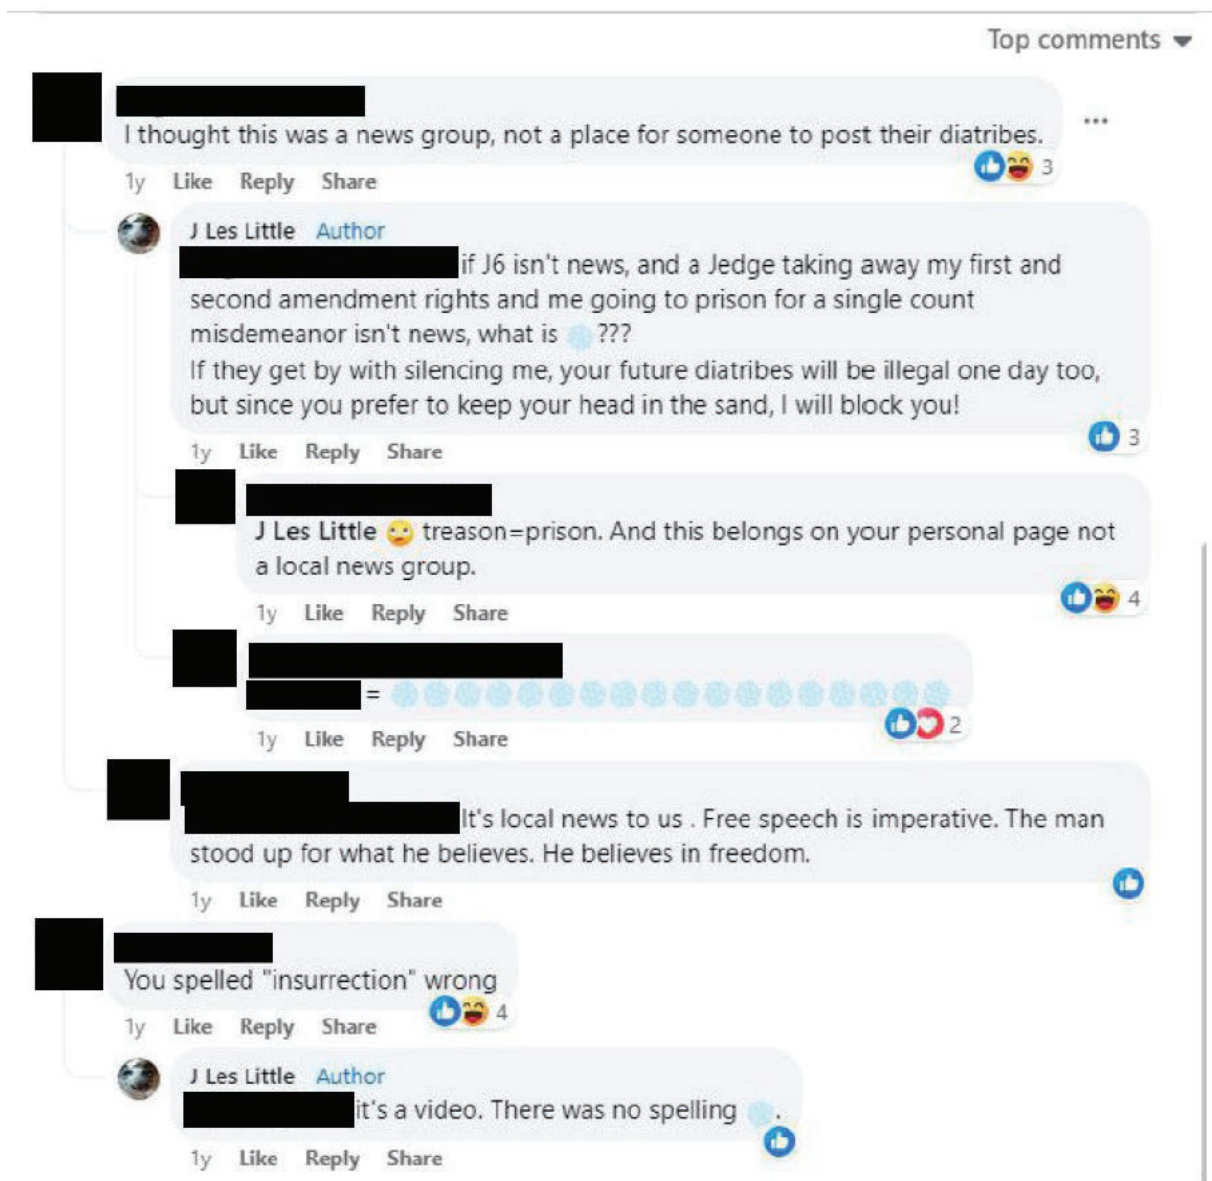 Top comments
I thought this was a news group, not a place for someone to post their diatribes.
3
1y Like Reply Share
J Les Little Author
if J6 isn't news, and a Jedge taking away my first and
second amendment rights and me going to prison for a single count
misdemeanor isn't news, what is ❄️???
If they get by with silencing me, your future diatribes will be illegal one day too,
but since you prefer to keep your head in the sand, I will block you!
3
1y Like Reply Share
J Les Little 🙄 treason=prison. And this belongs on your personal page not
a local news group.
4
1y Like Reply Share
= ❄️❄️❄️❄️❄️❄️❄️❄️❄️❄️❄️❄️❄️❄️❄️❄️❄️❄️
2
1y Like Reply Share
It's local news to us . Free speech is imperative. The man
stood up for what he believes. He believes in freedom.
1y Like Reply Share
You spelled "insurrection" wrong
4
1y Like Reply Share
J Les Little Author
it's a video. There was no spelling ❄️.
1y Like Reply Share